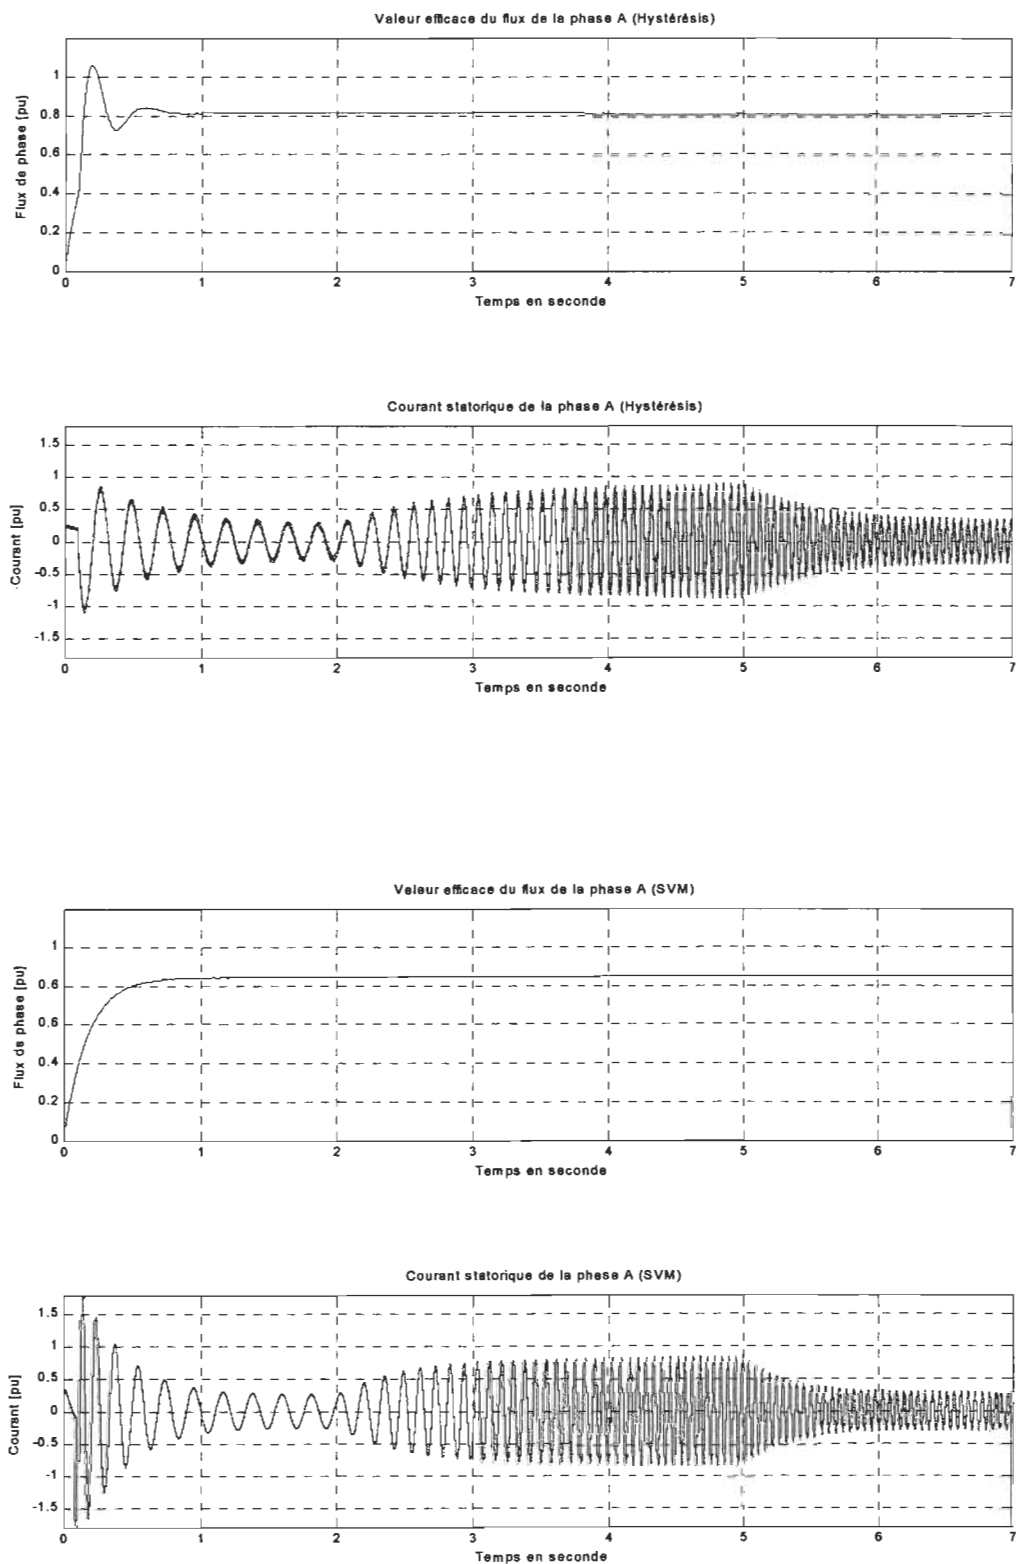 Valeur efficace du flux de la phase A (Hystérésis)
Flux de phase [pu]
1
0.8
0.6
0.4
0.2
0
0 1 2 3 4 5 6 7
Temps en seconde
Courant statorique de la phase A (Hystérésis)
Courant [pu]
1.5
1
0.5
0
-0.5
-1
-1.5
0 1 2 3 4 5 6 7
Temps en seconde
Valeur efficace du flux de la phase A (SVM)
Flux de phase [pu]
1
0.8
0.6
0.4
0.2
0
0 1 2 3 4 5 6 7
Temps en seconde
Courant statorique de la phase A (SVM)
Courant [pu]
1.5
1
0.5
0
-0.5
-1
-1.5
0 1 2 3 4 5 6 7
Temps en seconde